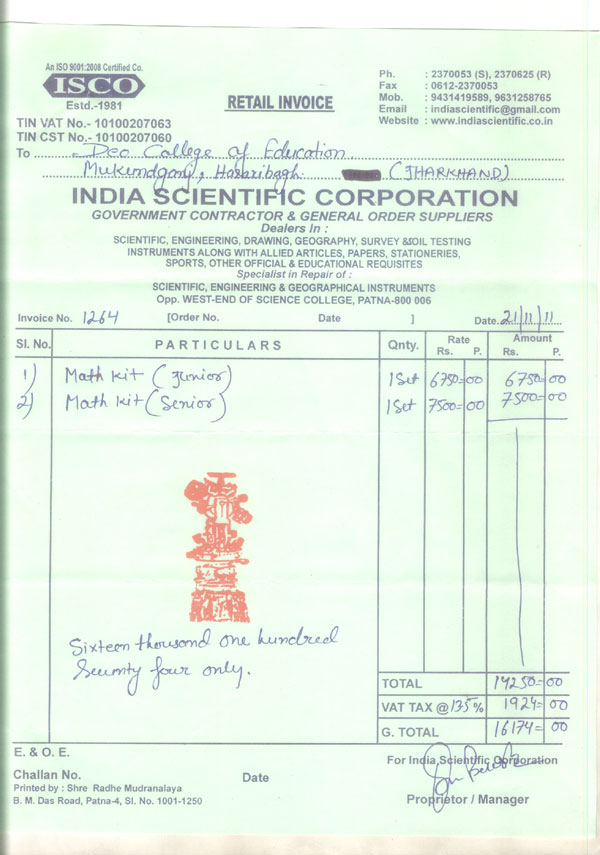 An ISO 9001:2008 Certified Co.
ISCO
Estd.-1981
TIN VAT No.- 10100207063
TIN CST No.- 10100207060
RETAIL INVOICE
Ph. : 2370053 (S), 2370625 (R)
Fax : 0612-2370053
Mob. : 9431419589, 9631258765
Email : indiascientific@gmail.com
Website : www.indiascientific.co.in
To Deo College of Education.
Mukundganj, Hazaribagh. (JHARKHAND)
INDIA SCIENTIFIC CORPORATION
GOVERNMENT CONTRACTOR & GENERAL ORDER SUPPLIERS
Dealers In :
SCIENTIFIC, ENGINEERING, DRAWING, GEOGRAPHY, SURVEY &SOIL TESTING
INSTRUMENTS ALONG WITH ALLIED ARTICLES, PAPERS, STATIONERIES,
SPORTS, OTHER OFFICIAL & EDUCATIONAL REQUISITES
Specialist in Repair of :
SCIENTIFIC, ENGINEERING & GEOGRAPHICAL INSTRUMENTS
Opp. WEST-END OF SCIENCE COLLEGE, PATNA-800 006
Invoice No. 1264 [Order No. Date ] Date. 21/11/11
Sl. No. PARTICULARS Qnty. Rate Rs. P. Amount Rs. P.
1) Math Kit (Junior) 1 Set 6750=00 6750=00
2) Math Kit (Senior) 1 Set 7500=00 7500=00
Sixteen thousand one hundred
Seventy four only.
TOTAL 14250=00
VAT TAX @ 13.5 % 1924=00
G. TOTAL 16174=00
E. & O. E.
For India Scientific Corporation
Challan No. Date
Printed by : Shre Radhe Mudranalaya
B. M. Das Road, Patna-4, Sl. No. 1001-1250
Proprietor / Manager